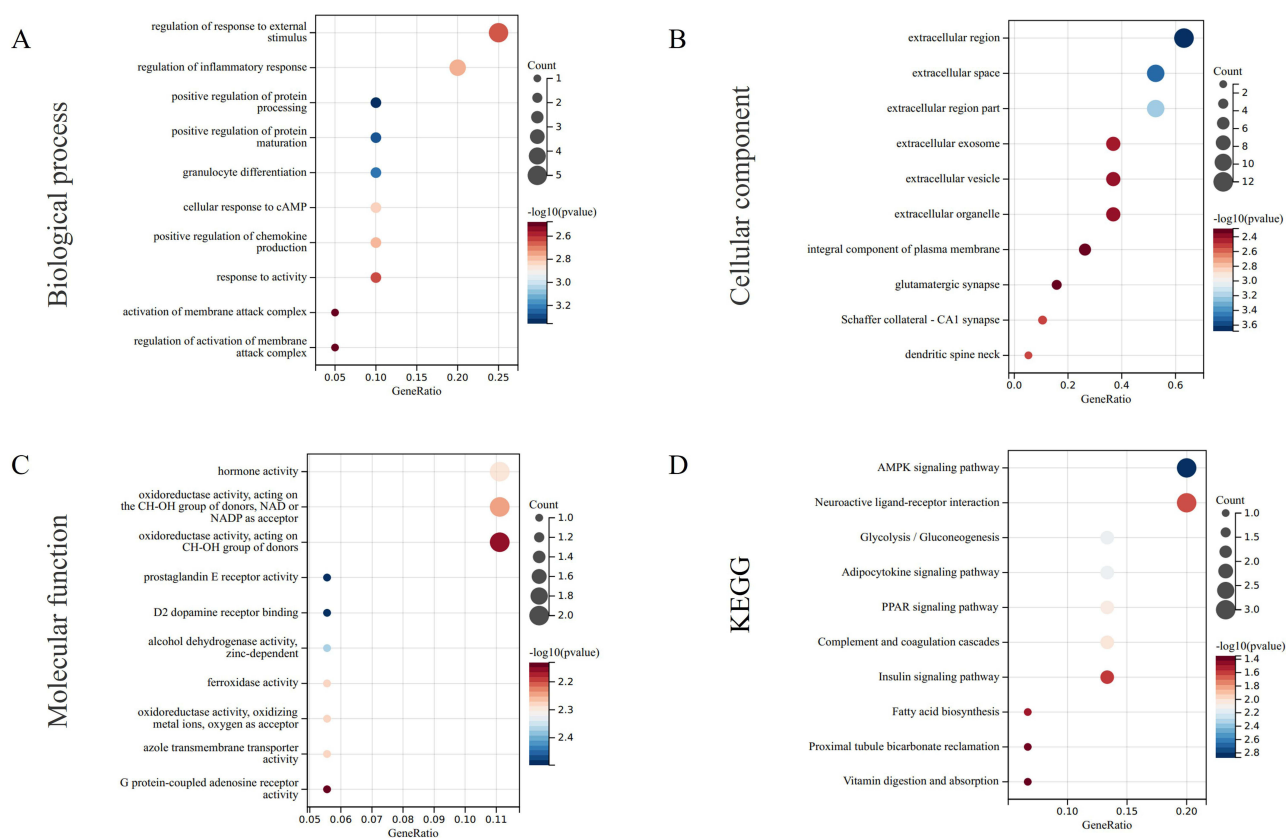 A
Biological process
regulation of response to external
stimulus
regulation of inflammatory response
positive regulation of protein
processing
positive regulation of protein
maturation
granulocyte differentiation
cellular response to cAMP
positive regulation of chemokine
production
response to activity
activation of membrane attack complex
regulation of activation of membrane
attack complex
0.05 0.10 0.15 0.20 0.25
GeneRatio
Count
1
2
3
4
5
-log10(pvalue)
2.6
2.8
3.0
3.2
B
Cellular component
extracellular region
extracellular space
extracellular region part
extracellular exosome
extracellular vesicle
extracellular organelle
integral component of plasma membrane
glutamatergic synapse
Schaffer collateral - CA1 synapse
dendritic spine neck
0.0 0.2 0.4 0.6
GeneRatio
Count
2
4
6
8
10
12
-log10(pvalue)
2.4
2.6
2.8
3.0
3.2
3.4
3.6
C
Molecular function
hormone activity
oxidoreductase activity, acting on
the CH-OH group of donors, NAD or
NADP as acceptor
oxidoreductase activity, acting on
CH-OH group of donors
prostaglandin E receptor activity
D2 dopamine receptor binding
alcohol dehydrogenase activity,
zinc-dependent
ferroxidase activity
oxidoreductase activity, oxidizing
metal ions, oxygen as acceptor
azole transmembrane transporter
activity
G protein-coupled adenosine receptor
activity
0.05 0.06 0.07 0.08 0.09 0.10 0.11
GeneRatio
Count
1.0
1.2
1.4
1.6
1.8
2.0
-log10(pvalue)
2.2
2.3
2.4
D
KEGG
AMPK signaling pathway
Neuroactive ligand-receptor interaction
Glycolysis / Gluconeogenesis
Adipocytokine signaling pathway
PPAR signaling pathway
Complement and coagulation cascades
Insulin signaling pathway
Fatty acid biosynthesis
Proximal tubule bicarbonate reclamation
Vitamin digestion and absorption
0.10 0.15 0.20
GeneRatio
Count
1.0
1.5
2.0
2.5
3.0
-log10(pvalue)
1.4
1.6
1.8
2.0
2.2
2.4
2.6
2.8